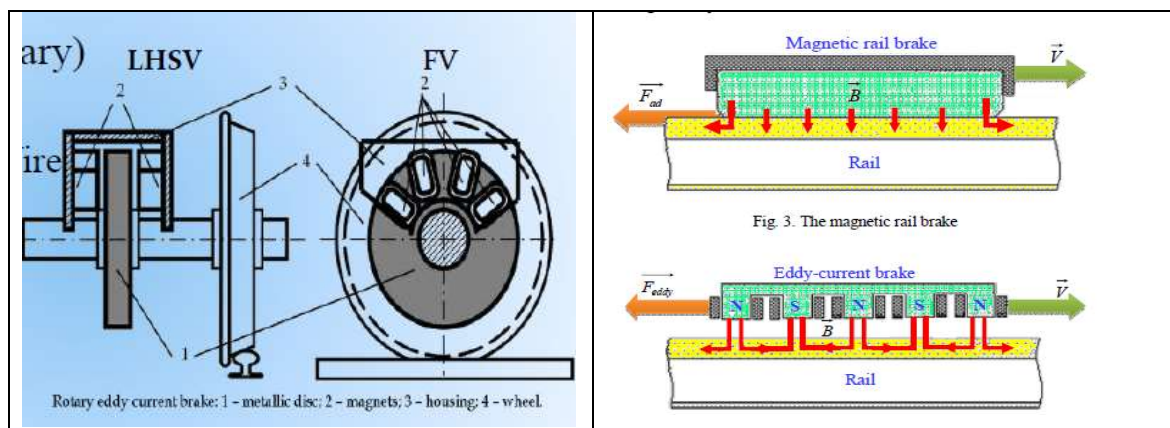 ary)
LHSV
FV
2
3
2
ire
4
1
Rotary eddy current brake: 1 – metallic disc; 2 – magnets; 3 – housing; 4 – wheel.
Magnetic rail brake
V
F_ad
B
Rail
Fig. 3. The magnetic rail brake
Eddy-current brake
F_eddy
V
N S N S N
B
Rail